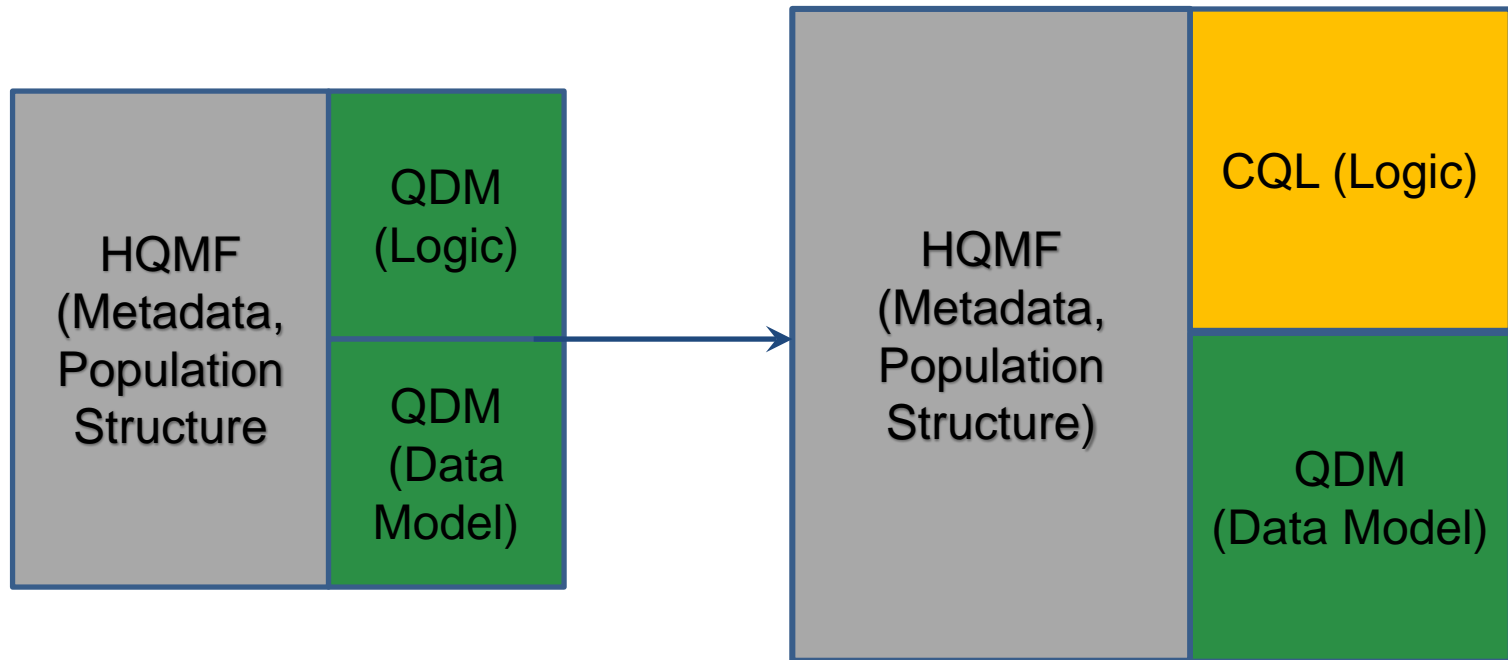 HQMF
(Metadata,
Population
Structure
QDM
(Logic)
QDM
(Data
Model)
HQMF
(Metadata,
Population
Structure)
CQL (Logic)
QDM
(Data Model)